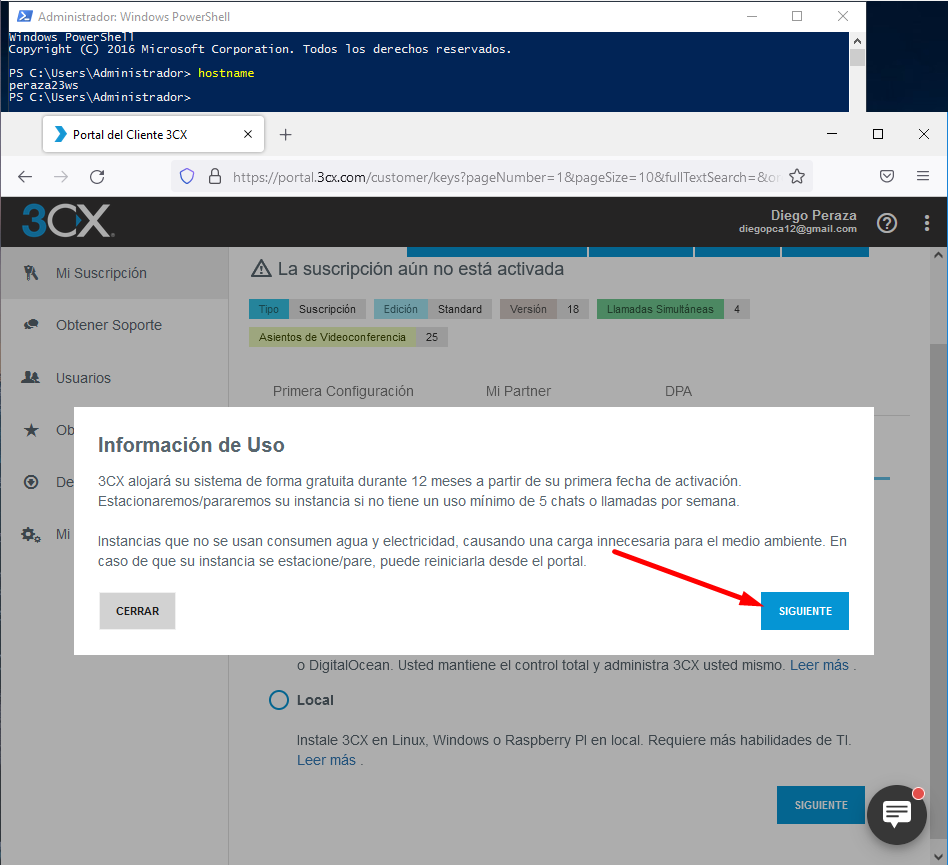 Administrador: Windows PowerShell
Windows PowerShell
Copyright (C) 2016 Microsoft Corporation. Todos los derechos reservados.
PS C:\Users\Administrador> hostname
peraza23ws
PS C:\Users\Administrador>
Portal del Cliente 3CX
https://portal.3cx.com/customer/keys?pageNumber=1&pageSize=10&fullTextSearch=&o
3CX
Diego Peraza
diegopca12@gmail.com
Mi Suscripción
Obtener Soporte
Usuarios
Ob
De
Mi
La suscripción aún no está activada
Tipo Suscripción Edición Standard Versión 18 Llamadas Simultáneas 4
Asientos de Videoconferencia 25
Primera Configuración Mi Partner DPA
Información de Uso
3CX alojará su sistema de forma gratuita durante 12 meses a partir de su primera fecha de activación.
Estacionaremos/pararemos su instancia si no tiene un uso mínimo de 5 chats o llamadas por semana.
Instancias que no se usan consumen agua y electricidad, causando una carga innecesaria para el medio ambiente. En
caso de que su instancia se estacione/pare, puede reiniciarla desde el portal.
CERRAR
SIGUIENTE
o DigitalOcean. Usted mantiene el control total y administra 3CX usted mismo. Leer más .
Local
Instale 3CX en Linux, Windows o Raspberry PI en local. Requiere más habilidades de TI.
Leer más .
SIGUIENTE